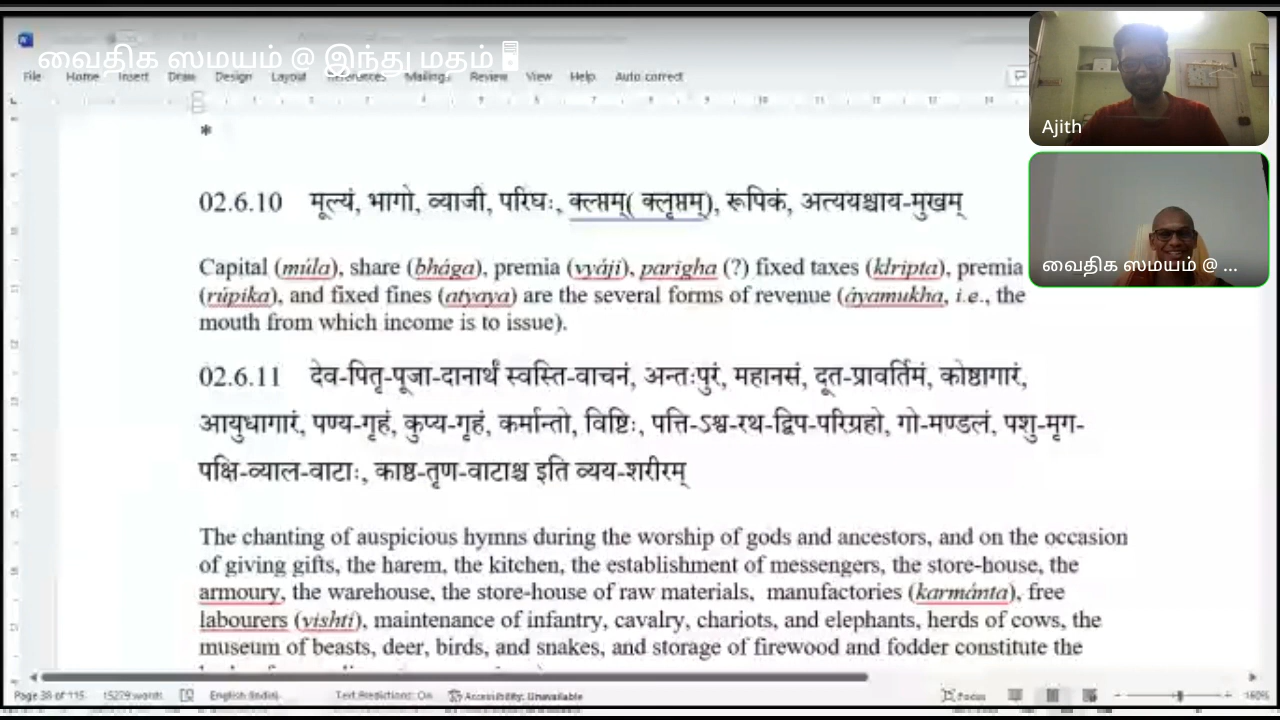 வைதிக ஸமயம் @ இந்து மதம்
File Home Insert Draw Design Layout References Mailings Review View Help Auto correct
*
02.6.10 मूल्यं, भागो, व्याजी, परिघः, क्लप्तम्( क्लृप्तम्), रूपिकं, अत्ययश्चाय-मुखम्
Capital (múla), share (bhága), premia (vyáji), parigha (?) fixed taxes (klripta), premia
(rúpika), and fixed fines (atyaya) are the several forms of revenue (áyamukha, i.e., the
mouth from which income is to issue).
02.6.11 देव-पितृ-पूजा-दानार्थं स्वस्ति-वाचनं, अन्तःपुरं, महानसं, दूत-प्रावर्तिमं, कोष्ठागारं,
आयुधागारं, पण्य-गृहं, कुप्य-गृहं, कर्मान्तो, विष्टिः, पत्ति-ऽश्व-रथ-द्विप-परिग्रहो, गो-मण्डलं, पशु-मृग-
पक्षि-व्याल-वाटाः, काष्ठ-तृण-वाटाश्च इति व्यय-शरीरम्
The chanting of auspicious hymns during the worship of gods and ancestors, and on the occasion
of giving gifts, the harem, the kitchen, the establishment of messengers, the store-house, the
armoury, the warehouse, the store-house of raw materials, manufactories (karmánta), free
labourers (vishti), maintenance of infantry, cavalry, chariots, and elephants, herds of cows, the
museum of beasts, deer, birds, and snakes, and storage of firewood and fodder constitute the
Page 38 of 115 15229 words English (India) Text Predictions: On Accessibility: Unavailable Focus 160%
Ajith
வைதிக ஸமயம் @ ...